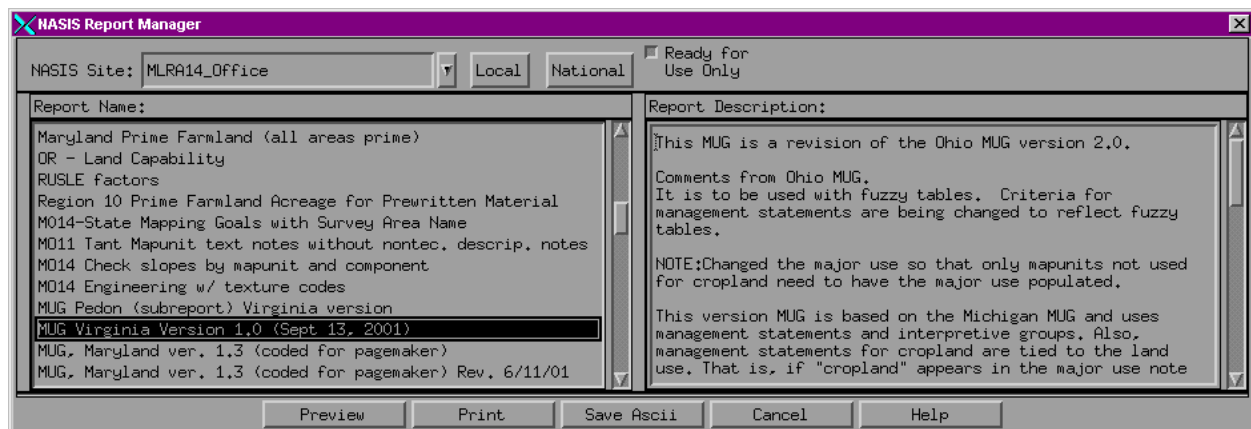 NASIS Report Manager
NASIS Site: MLRA14_Office Local National Ready for
Use Only
Report Name:
Maryland Prime Farmland (all areas prime)
OR - Land Capability
RUSLE factors
Region 10 Prime Farmland Acreage for Prewritten Material
MO14-State Mapping Goals with Survey Area Name
MO11 Tant Mapunit text notes without nontec. descrip. notes
MO14 Check slopes by mapunit and component
MO14 Engineering w/ texture codes
MUG Pedon (subreport) Virginia version
MUG Virginia Version 1.0 (Sept 13, 2001)
MUG, Maryland ver. 1.3 (coded for pagemaker)
MUG, Maryland ver. 1.3 (coded for pagemaker) Rev. 6/11/01
Report Description:
This MUG is a revision of the Ohio MUG version 2.0.
Comments from Ohio MUG.
It is to be used with fuzzy tables.  Criteria for
management statements are being changed to reflect fuzzy
tables.
NOTE:Changed the major use so that only mapunits not used
for cropland need to have the major use populated.
This version MUG is based on the Michigan MUG and uses
management statements and interpretive groups. Also,
management statements for cropland are tied to the land
use. That is, if "cropland" appears in the major use note
Preview Print Save Ascii Cancel Help